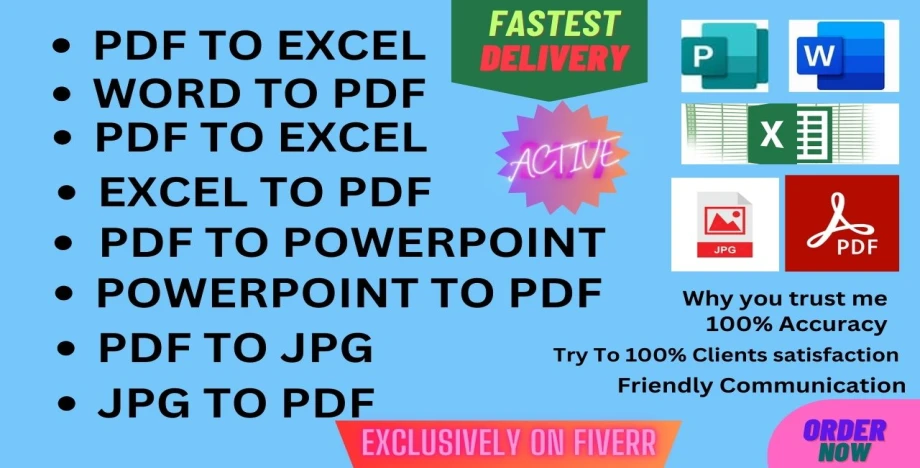 PDF TO EXCEL
WORD TO PDF
PDF TO EXCEL
EXCEL TO PDF
PDF TO POWERPOINT
POWERPOINT TO PDF
PDF TO JPG
JPG TO PDF
FASTEST
DELIVERY
ACTIVE
P
W
X
JPG
PDF
Why you trust me
100% Accuracy
Try To 100% Clients satisfaction
Friendly Communication
EXCLUSIVELY ON FIVERR
ORDER
NOW